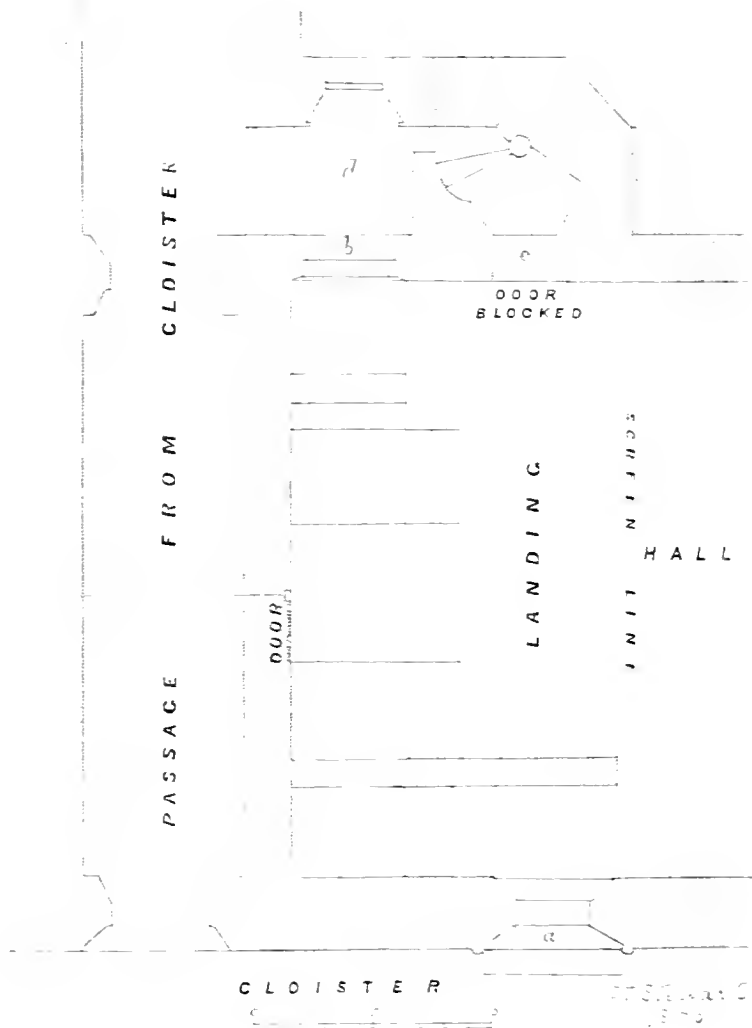 PASSAGE FROM CLOISTER
d
b
e
DOOR
BLOCKED
LANDING
HALL
DOOR
a
CLOISTER